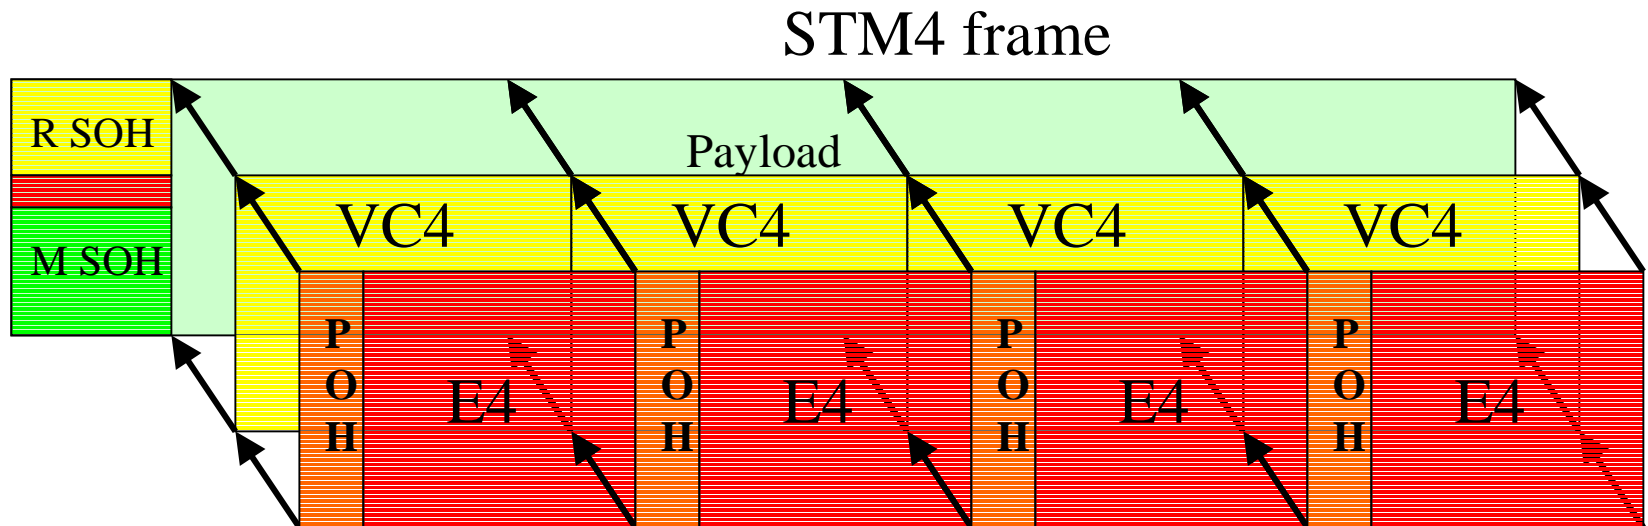 STM4 frame
R SOH
Payload
VC4 VC4 VC4 VC4
M SOH
P P P P
O E4 O E4 O E4 O E4
H H H H